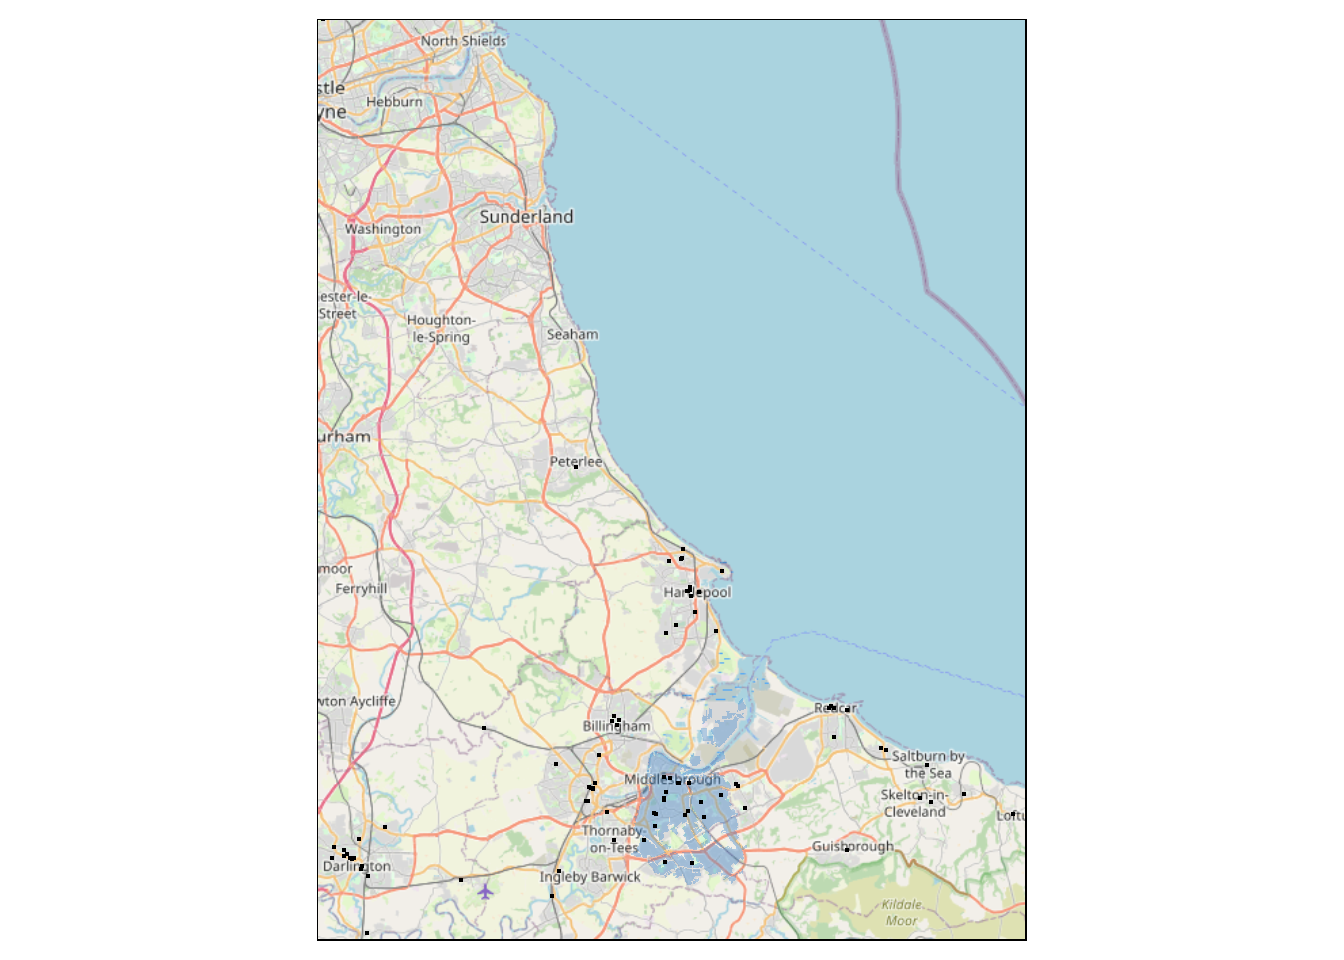 North Shields
stle
Hebburn
yne
Sunderland
Washington
ester-le-
Street
Houghton-
le-Spring
Seaham
urham
Peterlee
moor
Ferryhill
Hartlepool
wton Aycliffe
Redcar
Billingham
Saltburn by
the Sea
Middlesbrough
Skelton-in-
Cleveland
Loftu
Thornaby-
on-Tees
Guisborough
Darlington
Ingleby Barwick
Kildale
Moor